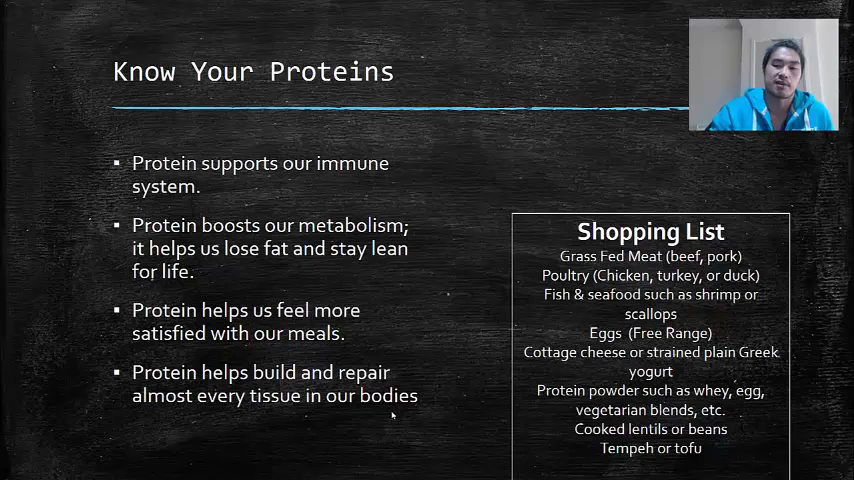 Know Your Proteins
▪ Protein supports our immune
system.
▪ Protein boosts our metabolism;
it helps us lose fat and stay lean
for life.
▪ Protein helps us feel more
satisfied with our meals.
▪ Protein helps build and repair
almost every tissue in our bodies
Shopping List
Grass Fed Meat (beef, pork)
Poultry (Chicken, turkey, or duck)
Fish & seafood such as shrimp or
scallops
Eggs (Free Range)
Cottage cheese or strained plain Greek
yogurt
Protein powder such as whey, egg,
vegetarian blends, etc.
Cooked lentils or beans
Tempeh or tofu